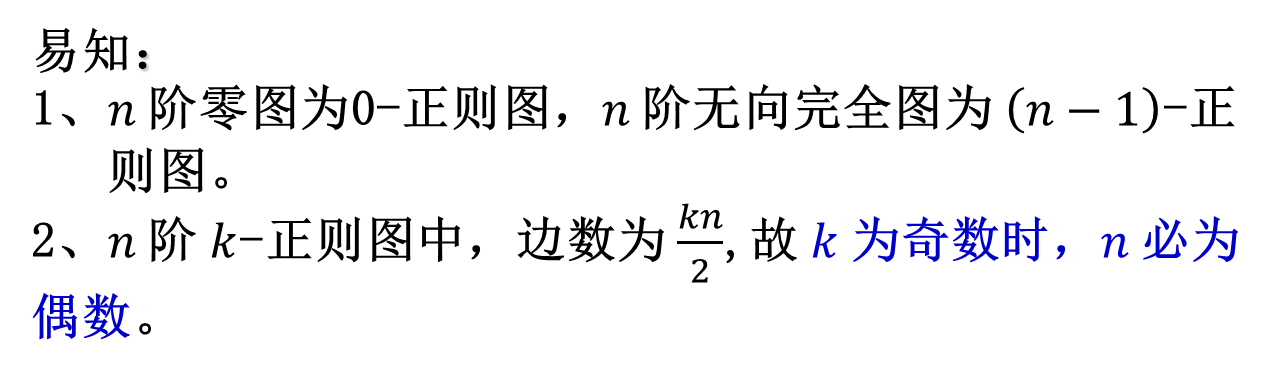 易知：
1、n 阶零图为0-正则图，n 阶无向完全图为 (n − 1)-正
则图。
2、n 阶 k-正则图中，边数为 kn/2, 故 k 为奇数时，n 必为
偶数。